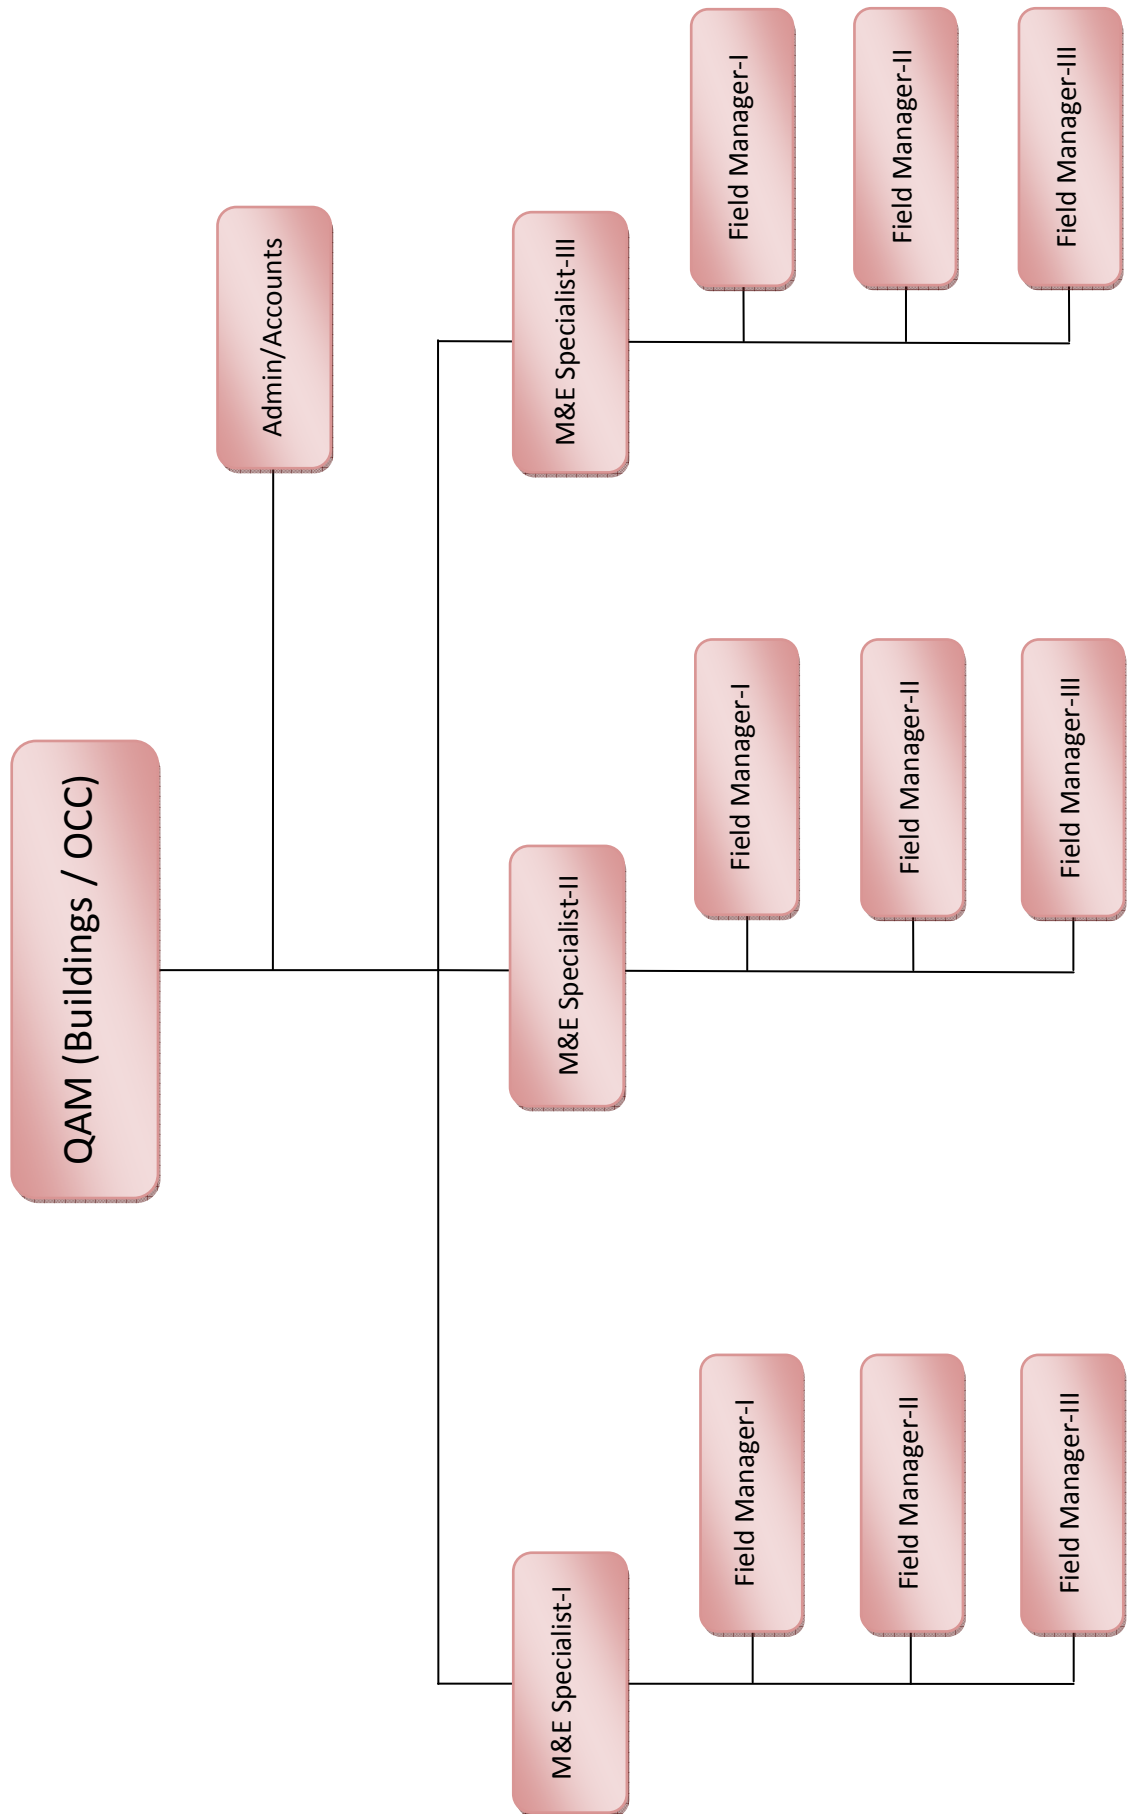 QAM (Buildings / OCC)
Admin/Accounts
M&E Specialist-I
M&E Specialist-II
M&E Specialist-III
Field Manager-I
Field Manager-II
Field Manager-III
Field Manager-I
Field Manager-II
Field Manager-III
Field Manager-I
Field Manager-II
Field Manager-III